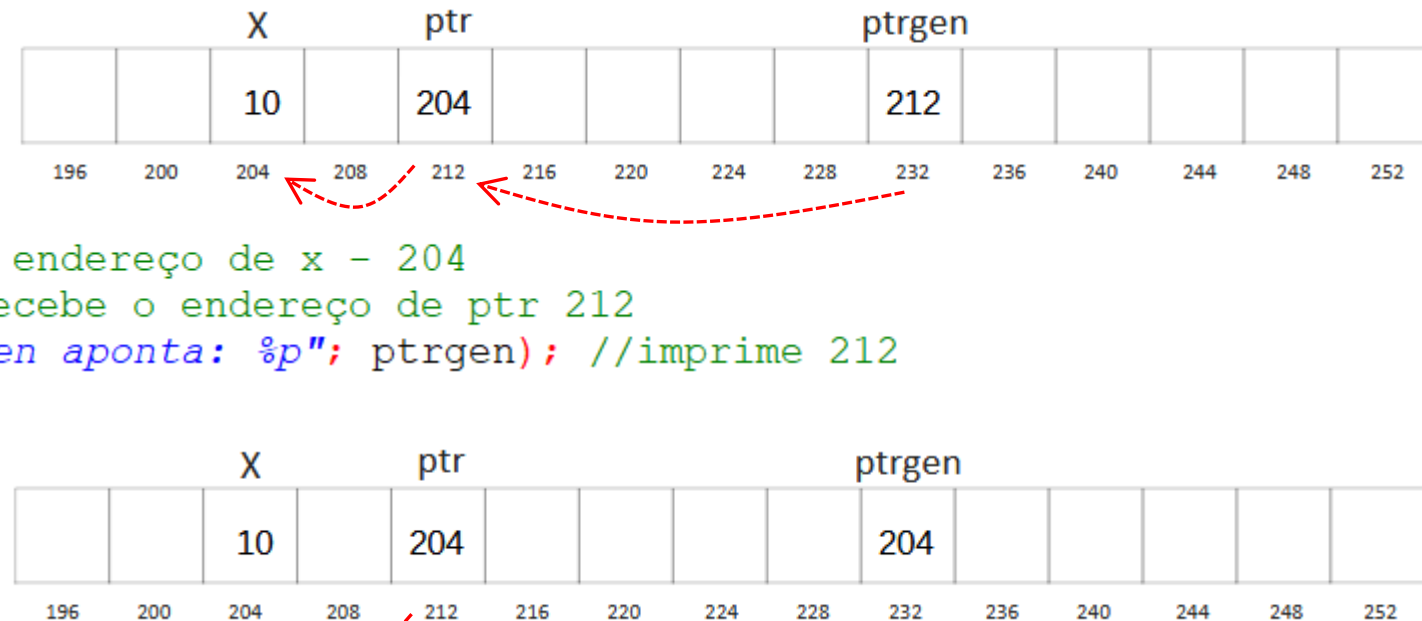 X ptr ptrgen
10 204 212
196 200 204 208 212 216 220 224 228 232 236 240 244 248 252
endereço de x - 204
ecebe o endereço de ptr 212
en aponta: %p"; ptrgen); //imprime 212
X ptr ptrgen
10 204 204
196 200 204 208 212 216 220 224 228 232 236 240 244 248 252